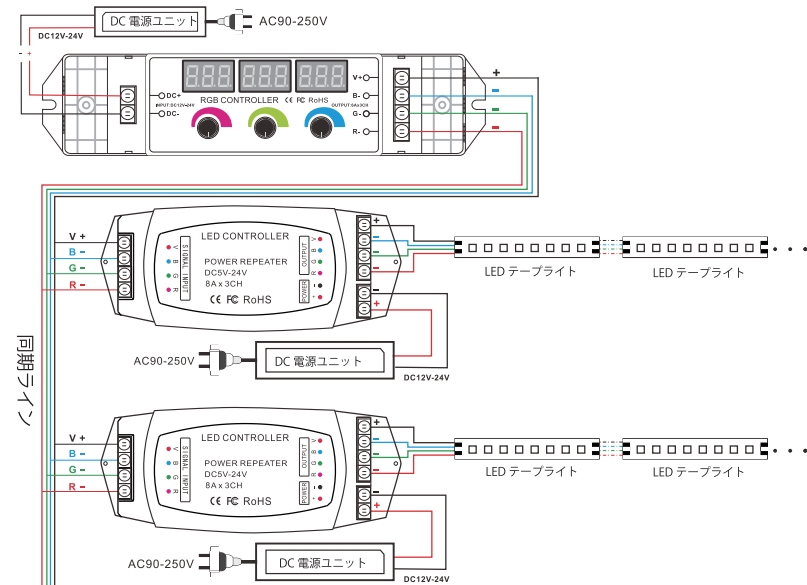 DC 電源ユニット
AC90-250V
DC12V-24V
- +
888 888 888
DC+
INPUT:DC12V-24V
DC-
RGB CONTROLLER CE FC RoHS
OUTPUT:8Ax3CH
V+
B-
G-
R-
+
-
-
-
同期ライン
V +
B -
G -
R -
V
B
G
R
SIGNAL INPUT
LED CONTROLLER
POWER REPEATER
DC5V-24V
8A x 3CH
CE FC RoHS
OUTPUT
V
B
G
R
POWER
-
+
+
-
-
-
-
+
LED テープライト
LED テープライト
AC90-250V
DC 電源ユニット
DC12V-24V
V +
B -
G -
R -
V
B
G
R
SIGNAL INPUT
LED CONTROLLER
POWER REPEATER
DC5V-24V
8A x 3CH
CE FC RoHS
OUTPUT
V
B
G
R
POWER
-
+
+
-
-
-
-
+
LED テープライト
LED テープライト
AC90-250V
DC 電源ユニット
DC12V-24V